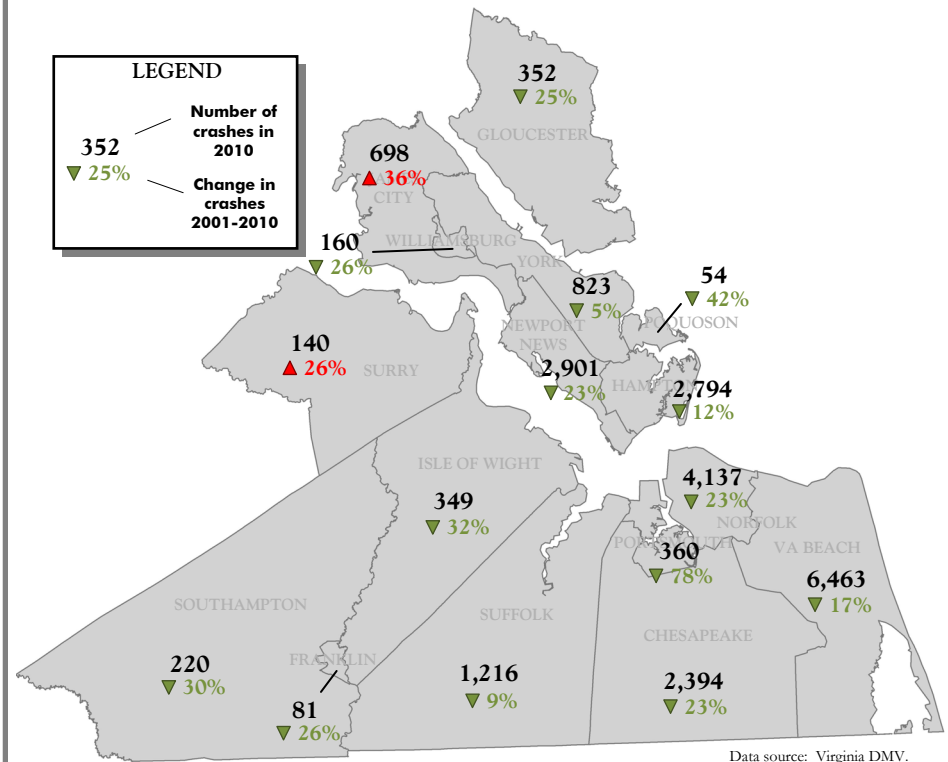 LEGEND
352
25%
Number of
crashes in
2010
Change in
crashes
2001-2010
352
25%
GLOUCESTER
698
36%
CITY
160
26%
WILLIAMSBURG
YORK
823
5%
54
42%
POQUOSON
NEWPORT
NEWS
2,901
23%
HAMPTON
2,794
12%
140
26%
SURRY
ISLE OF WIGHT
349
32%
4,137
23%
NORFOLK
PORTSMOUTH
360
78%
VA BEACH
6,463
17%
SOUTHAMPTON
SUFFOLK
CHESAPEAKE
FRANKLIN
220
30%
81
26%
1,216
9%
2,394
23%
Data source: Virginia DMV.